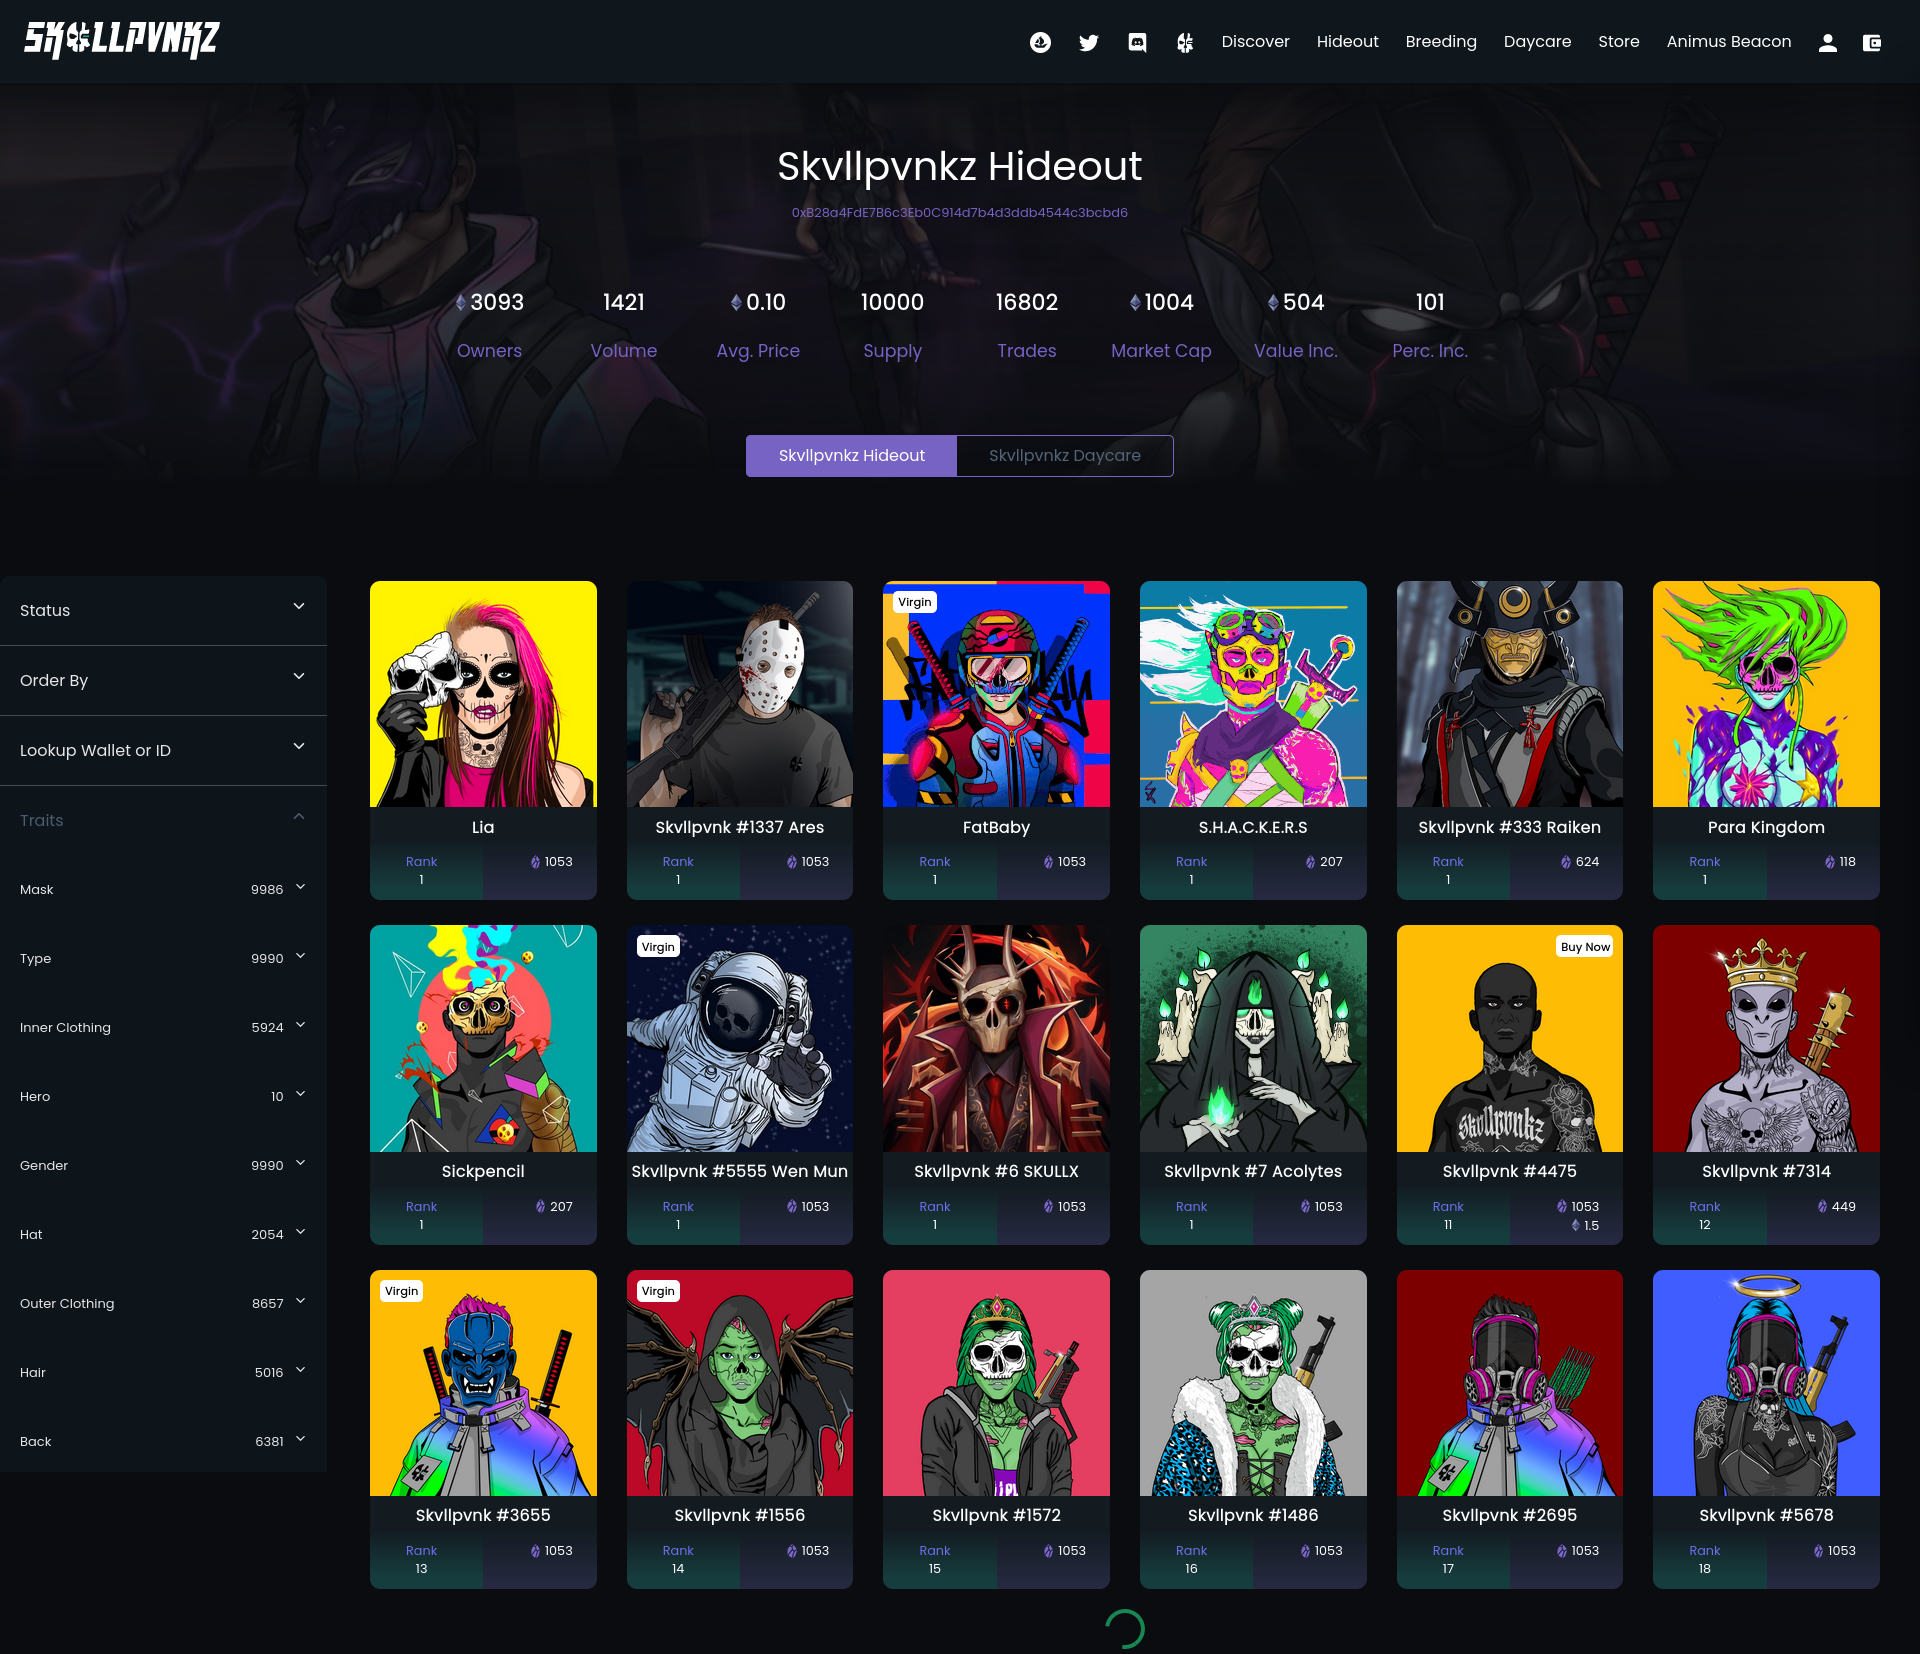 SKVLLPVNKZ
Discover Hideout Breeding Daycare Store Animus Beacon
Skvllpvnkz Hideout
0xB28a4FdE7B6c3Eb0C914d7b4d3ddb4544c3bcbd6
3093 1421 0.10 10000 16802 1004 504 101
Owners Volume Avg. Price Supply Trades Market Cap Value Inc. Perc. Inc.
Skvllpvnkz Hideout Skvllpvnkz Daycare
Status
Order By
Lookup Wallet or ID
Traits
Mask 9986
Type 9990
Inner Clothing 5924
Hero 10
Gender 9990
Hat 2054
Outer Clothing 8657
Hair 5016
Back 6381
Virgin
Lia Skvllpvnk #1337 Ares FatBaby S.H.A.C.K.E.R.S Skvllpvnk #333 Raiken Para Kingdom
Rank 1053 Rank 1053 Rank 1053 Rank 207 Rank 624 Rank 118
1 1 1 1 1 1
Virgin Buy Now
skvllpvnkz
Sickpencil Skvllpvnk #5555 Wen Mun Skvllpvnk #6 SKULLX Skvllpvnk #7 Acolytes Skvllpvnk #4475 Skvllpvnk #7314
Rank 207 Rank 1053 Rank 1053 Rank 1053 Rank 1053 Rank 449
1 1 1 1 11 1.5 12
Virgin Virgin
Skvllpvnk #3655 Skvllpvnk #1556 Skvllpvnk #1572 Skvllpvnk #1486 Skvllpvnk #2695 Skvllpvnk #5678
Rank 1053 Rank 1053 Rank 1053 Rank 1053 Rank 1053 Rank 1053
13 14 15 16 17 18